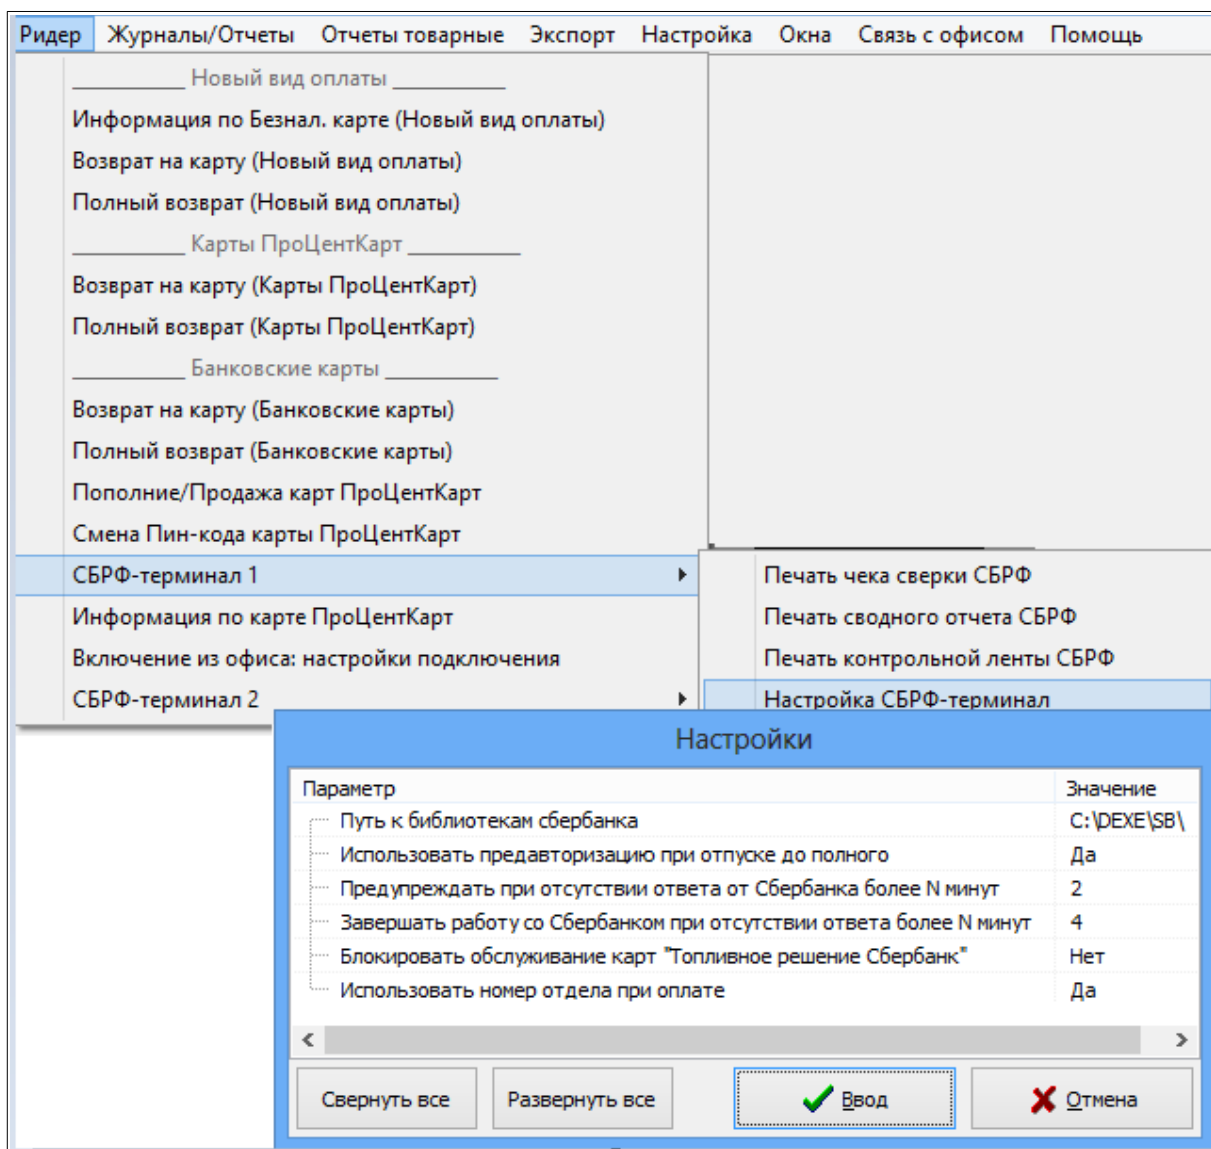 Ридер Журналы/Отчеты Отчеты товарные Экспорт Настройка Окна Связь с офисом Помощь
__________ Новый вид оплаты __________
Информация по Безнал. карте (Новый вид оплаты)
Возврат на карту (Новый вид оплаты)
Полный возврат (Новый вид оплаты)
__________ Карты ПроЦентКарт __________
Возврат на карту (Карты ПроЦентКарт)
Полный возврат (Карты ПроЦентКарт)
__________ Банковские карты __________
Возврат на карту (Банковские карты)
Полный возврат (Банковские карты)
Пополние/Продажа карт ПроЦентКарт
Смена Пин-кода карты ПроЦентКарт
СБРФ-терминал 1
Информация по карте ПроЦентКарт
Включение из офиса: настройки подключения
СБРФ-терминал 2
Печать чека сверки СБРФ
Печать сводного отчета СБРФ
Печать контрольной ленты СБРФ
Настройка СБРФ-терминал
Настройки
Параметр Значение
Путь к библиотекам сбербанка C:\DEXE\SB\
Использовать предавторизацию при отпуске до полного Да
Предупреждать при отсутствии ответа от Сбербанка более N минут 2
Завершать работу со Сбербанком при отсутствии ответа более N минут 4
Блокировать обслуживание карт "Топливное решение Сбербанк" Нет
Использовать номер отдела при оплате Да
Свернуть все Развернуть все Ввод Отмена